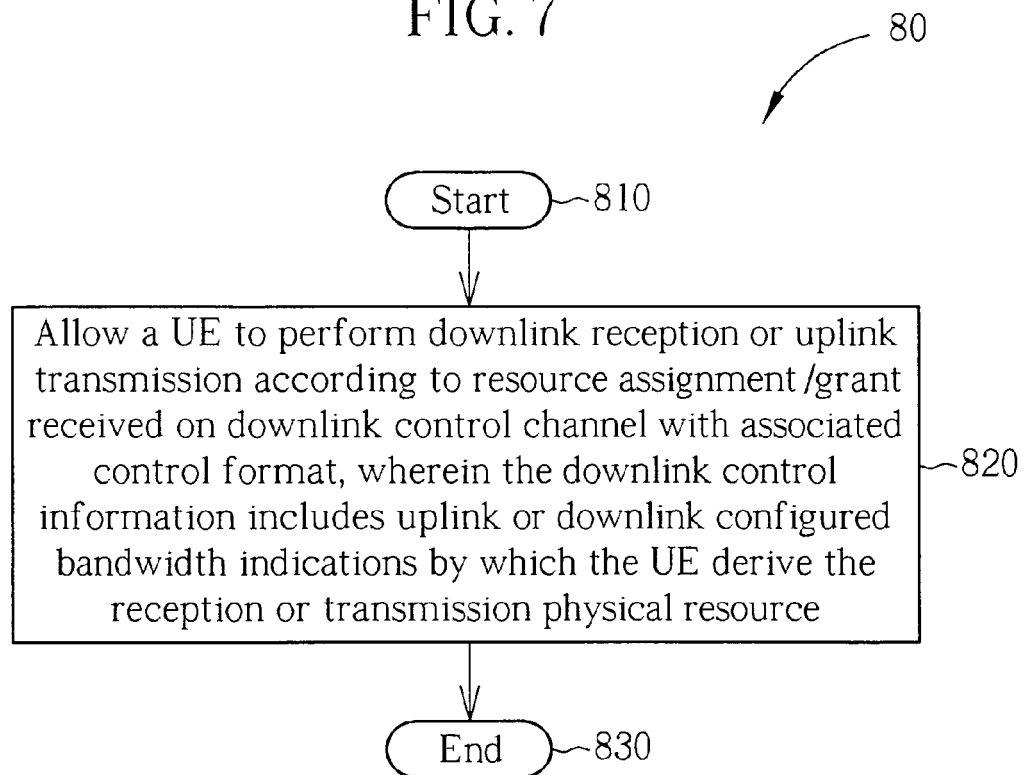 FIG. 7
80
Start
810
Allow a UE to perform downlink reception or uplink
transmission according to resource assignment/grant
received on downlink control channel with associated
control format, wherein the downlink control
information includes uplink or downlink configured
bandwidth indications by which the UE derive the
reception or transmission physical resource
820
End
830